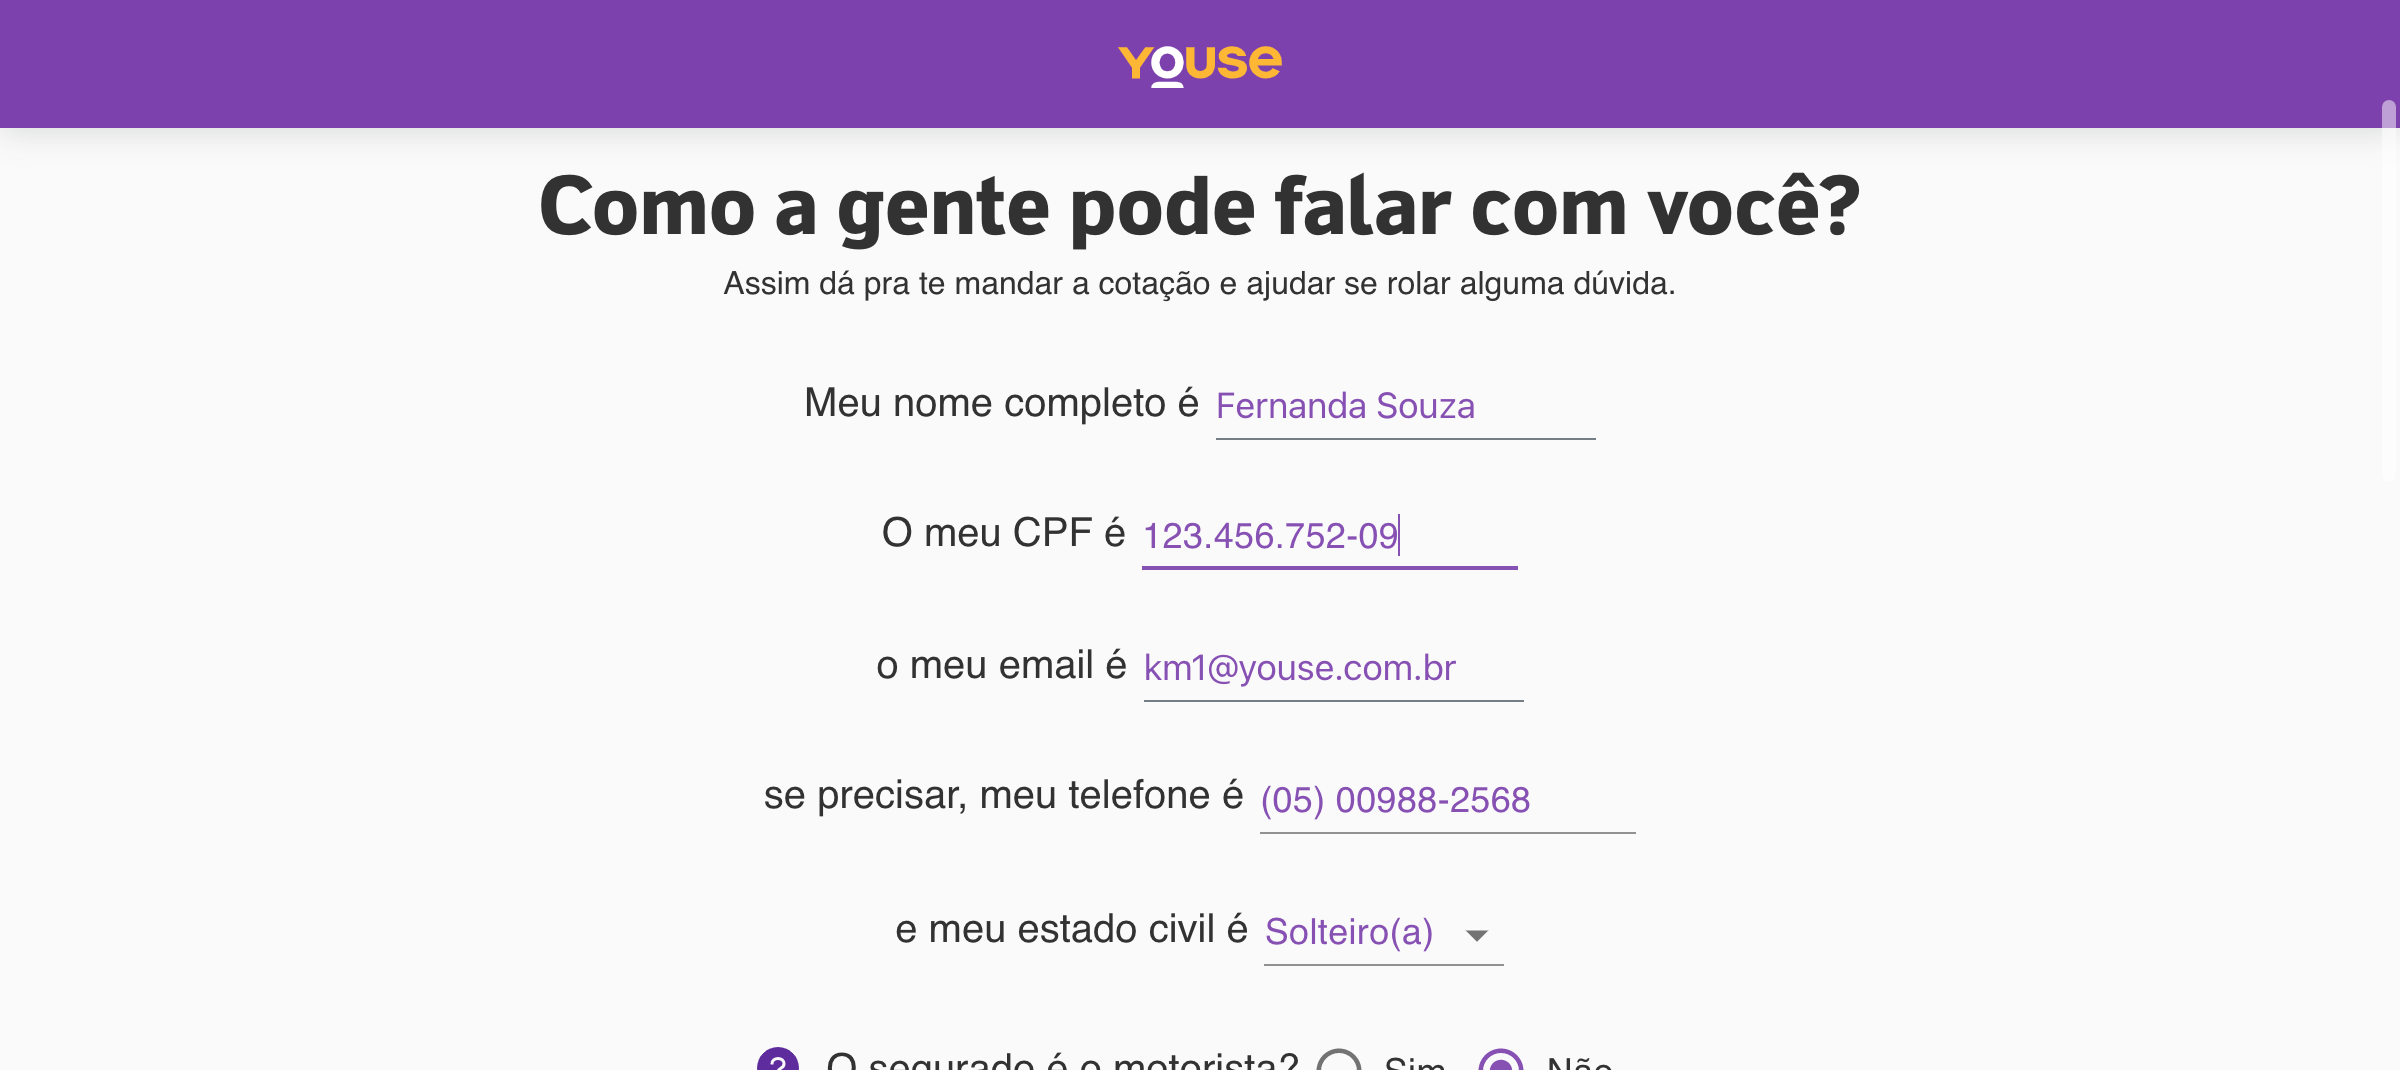 youse
Como a gente pode falar com você?
Assim dá pra te mandar a cotação e ajudar se rolar alguma dúvida.
Meu nome completo é Fernanda Souza
O meu CPF é 123.456.752-09
o meu email é km1@youse.com.br
se precisar, meu telefone é (05) 00988-2568
e meu estado civil é Solteiro(a)
? O segurado é o motorista? Sim Não